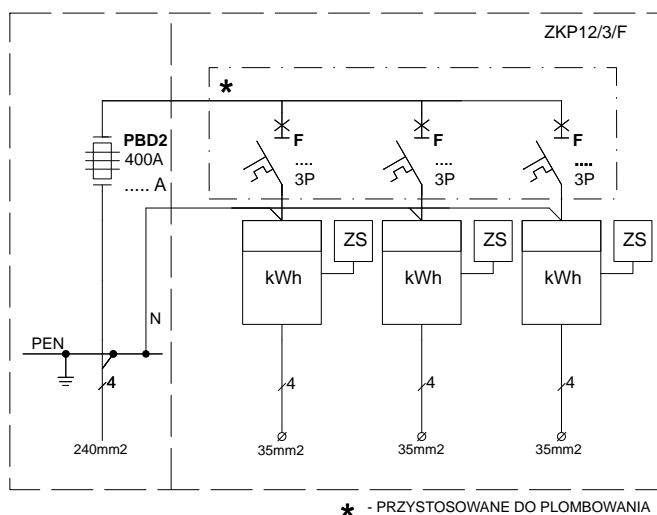 ZKP12/3/F
*
PBD2
400A
..... A
F
....
3P
F
....
3P
F
....
3P
kWh
ZS
kWh
ZS
kWh
ZS
N
PEN
4
4
4
4
240mm2
35mm2
35mm2
35mm2
* - PRZYSTOSOWANE DO PLOMBOWANIA